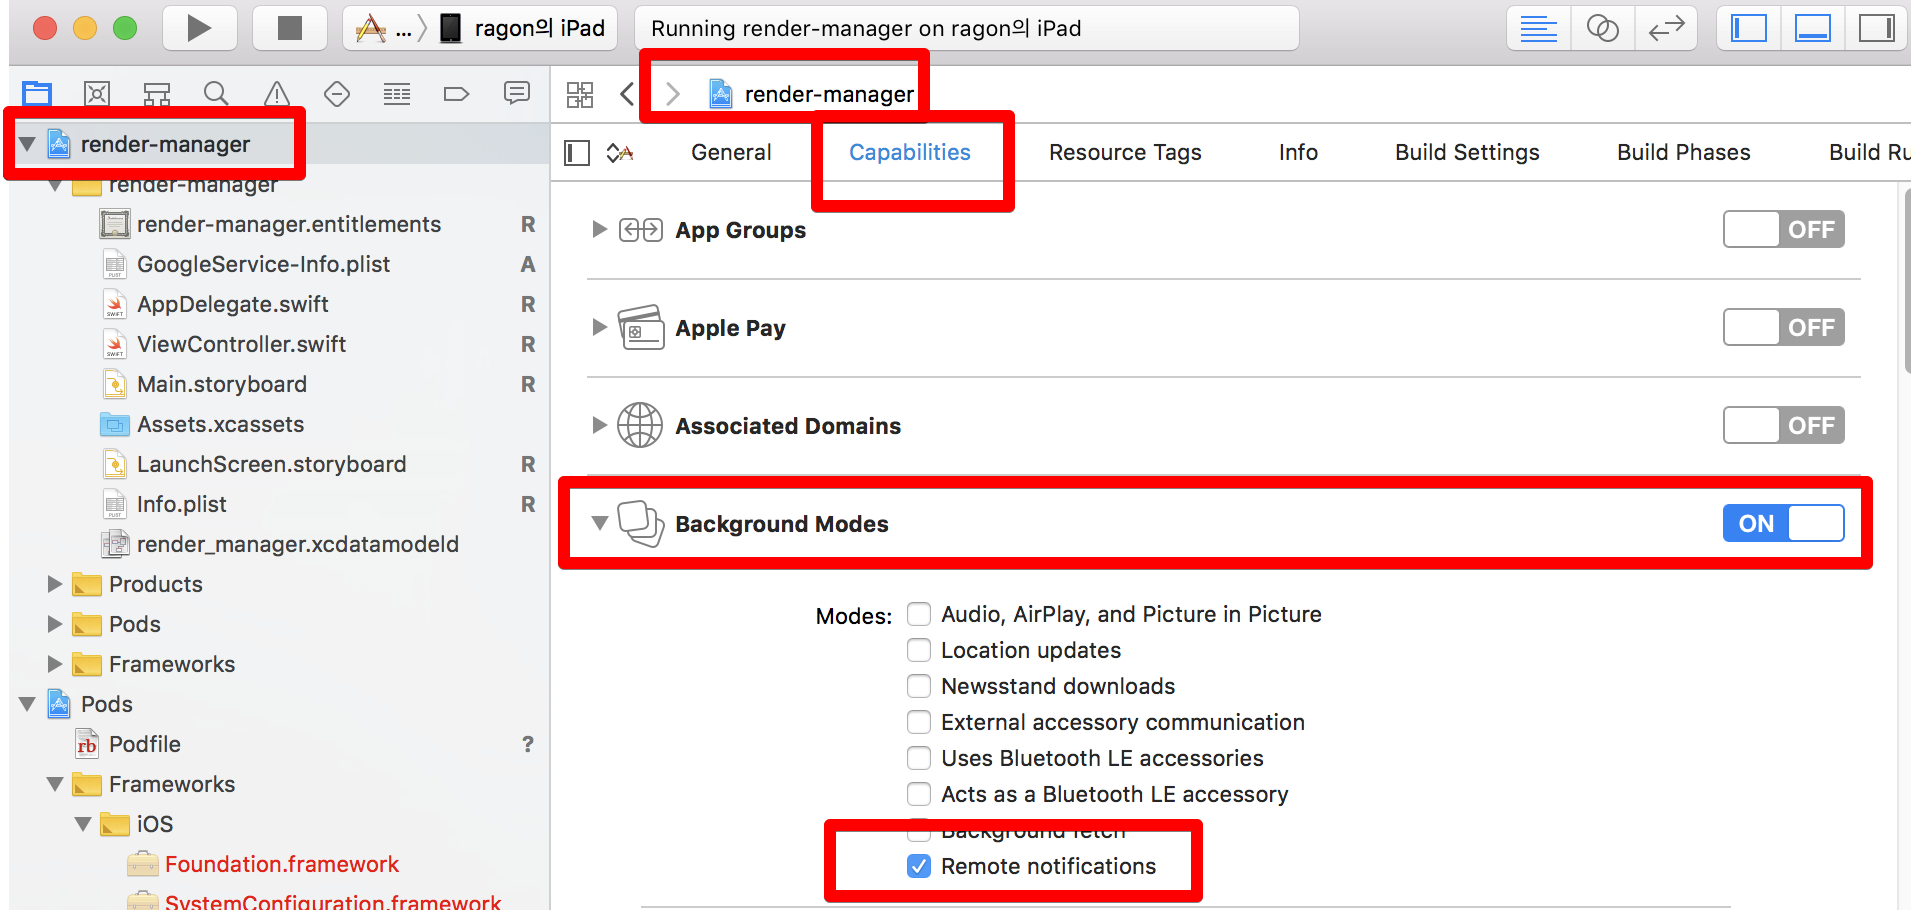 ... ragon의 iPad
Running render-manager on ragon의 iPad
render-manager
render-manager
render-manager
render-manager.entitlements R
GoogleService-Info.plist A
AppDelegate.swift R
ViewController.swift R
Main.storyboard R
Assets.xcassets
LaunchScreen.storyboard R
Info.plist R
render_manager.xcdatamodeld
Products
Pods
Frameworks
Pods
rb Podfile ?
Frameworks
iOS
Foundation.framework
SystemConfiguration.framework
General Capabilities Resource Tags Info Build Settings Build Phases Build Ru
App Groups OFF
Apple Pay OFF
Associated Domains OFF
Background Modes ON
Modes: Audio, AirPlay, and Picture in Picture
Location updates
Newsstand downloads
External accessory communication
Uses Bluetooth LE accessories
Acts as a Bluetooth LE accessory
Background fetch
Remote notifications